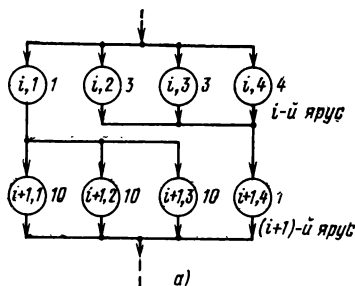 i,1 1 i,2 3 i,3 3 i,4 4
i-й ярус
i+1,1 10 i+1,2 10 i+1,3 10 i+1,4 1
(i+1)-й ярус
а)